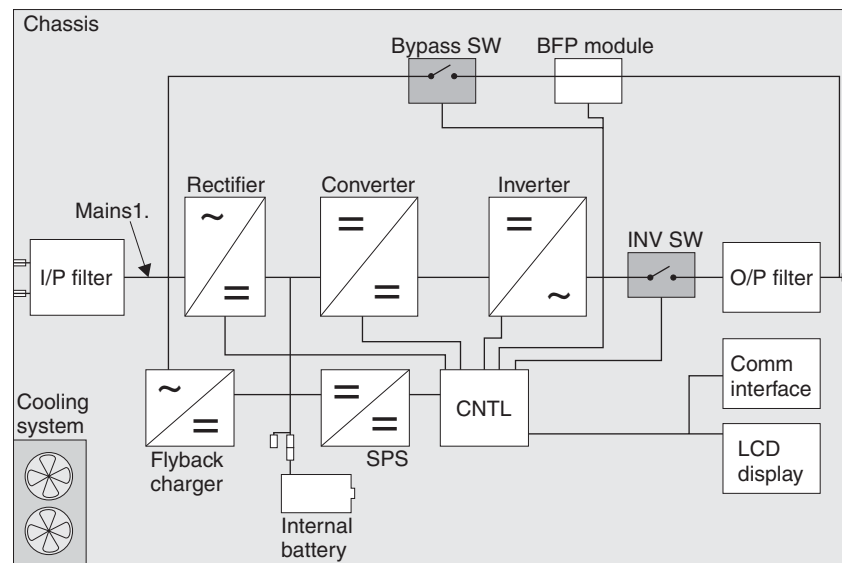 Chassis
Bypass SW
BFP module
Rectifier
Converter
Inverter
Mains1.
INV SW
I/P filter
O/P filter
Comm
interface
CNTL
Cooling
system
Flyback
charger
SPS
LCD
display
Internal
battery